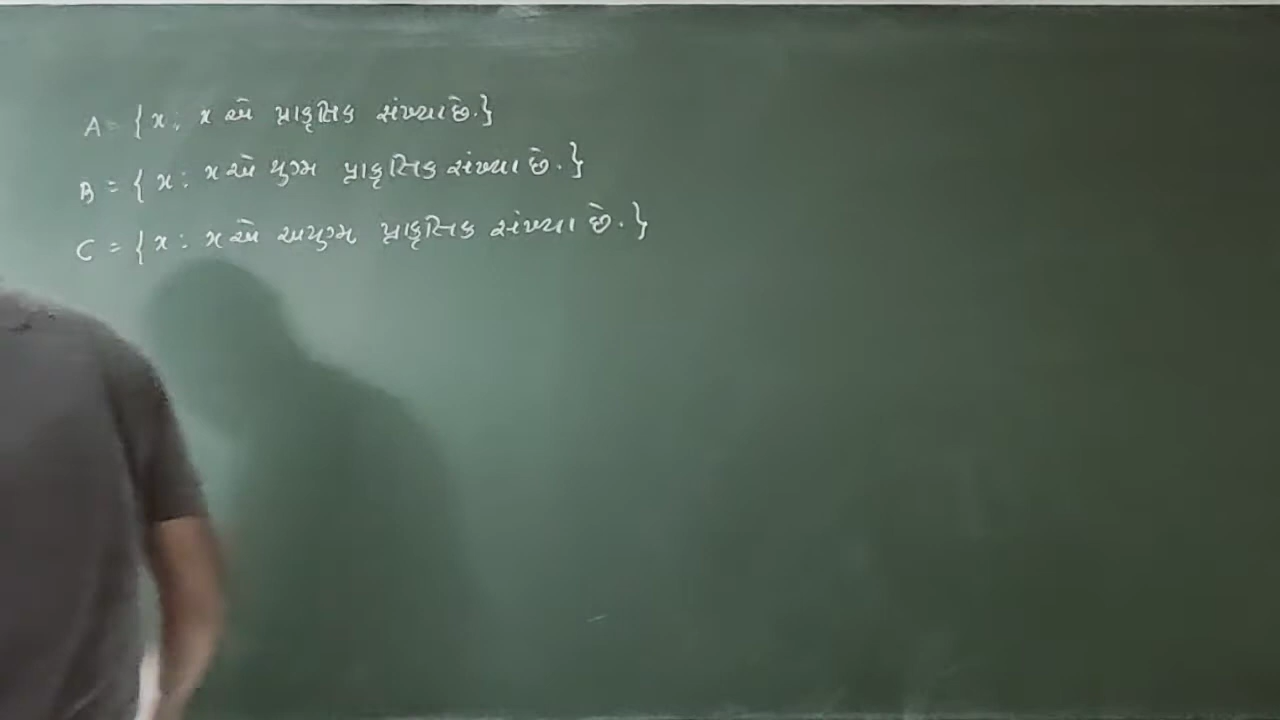 A = {x : x એ પ્રાકૃતિક સંખ્યા છે.}
B = {x : x એ યુગ્મ પ્રાકૃતિક સંખ્યા છે.}
C = {x : x એ અયુગ્મ પ્રાકૃતિક સંખ્યા છે.}